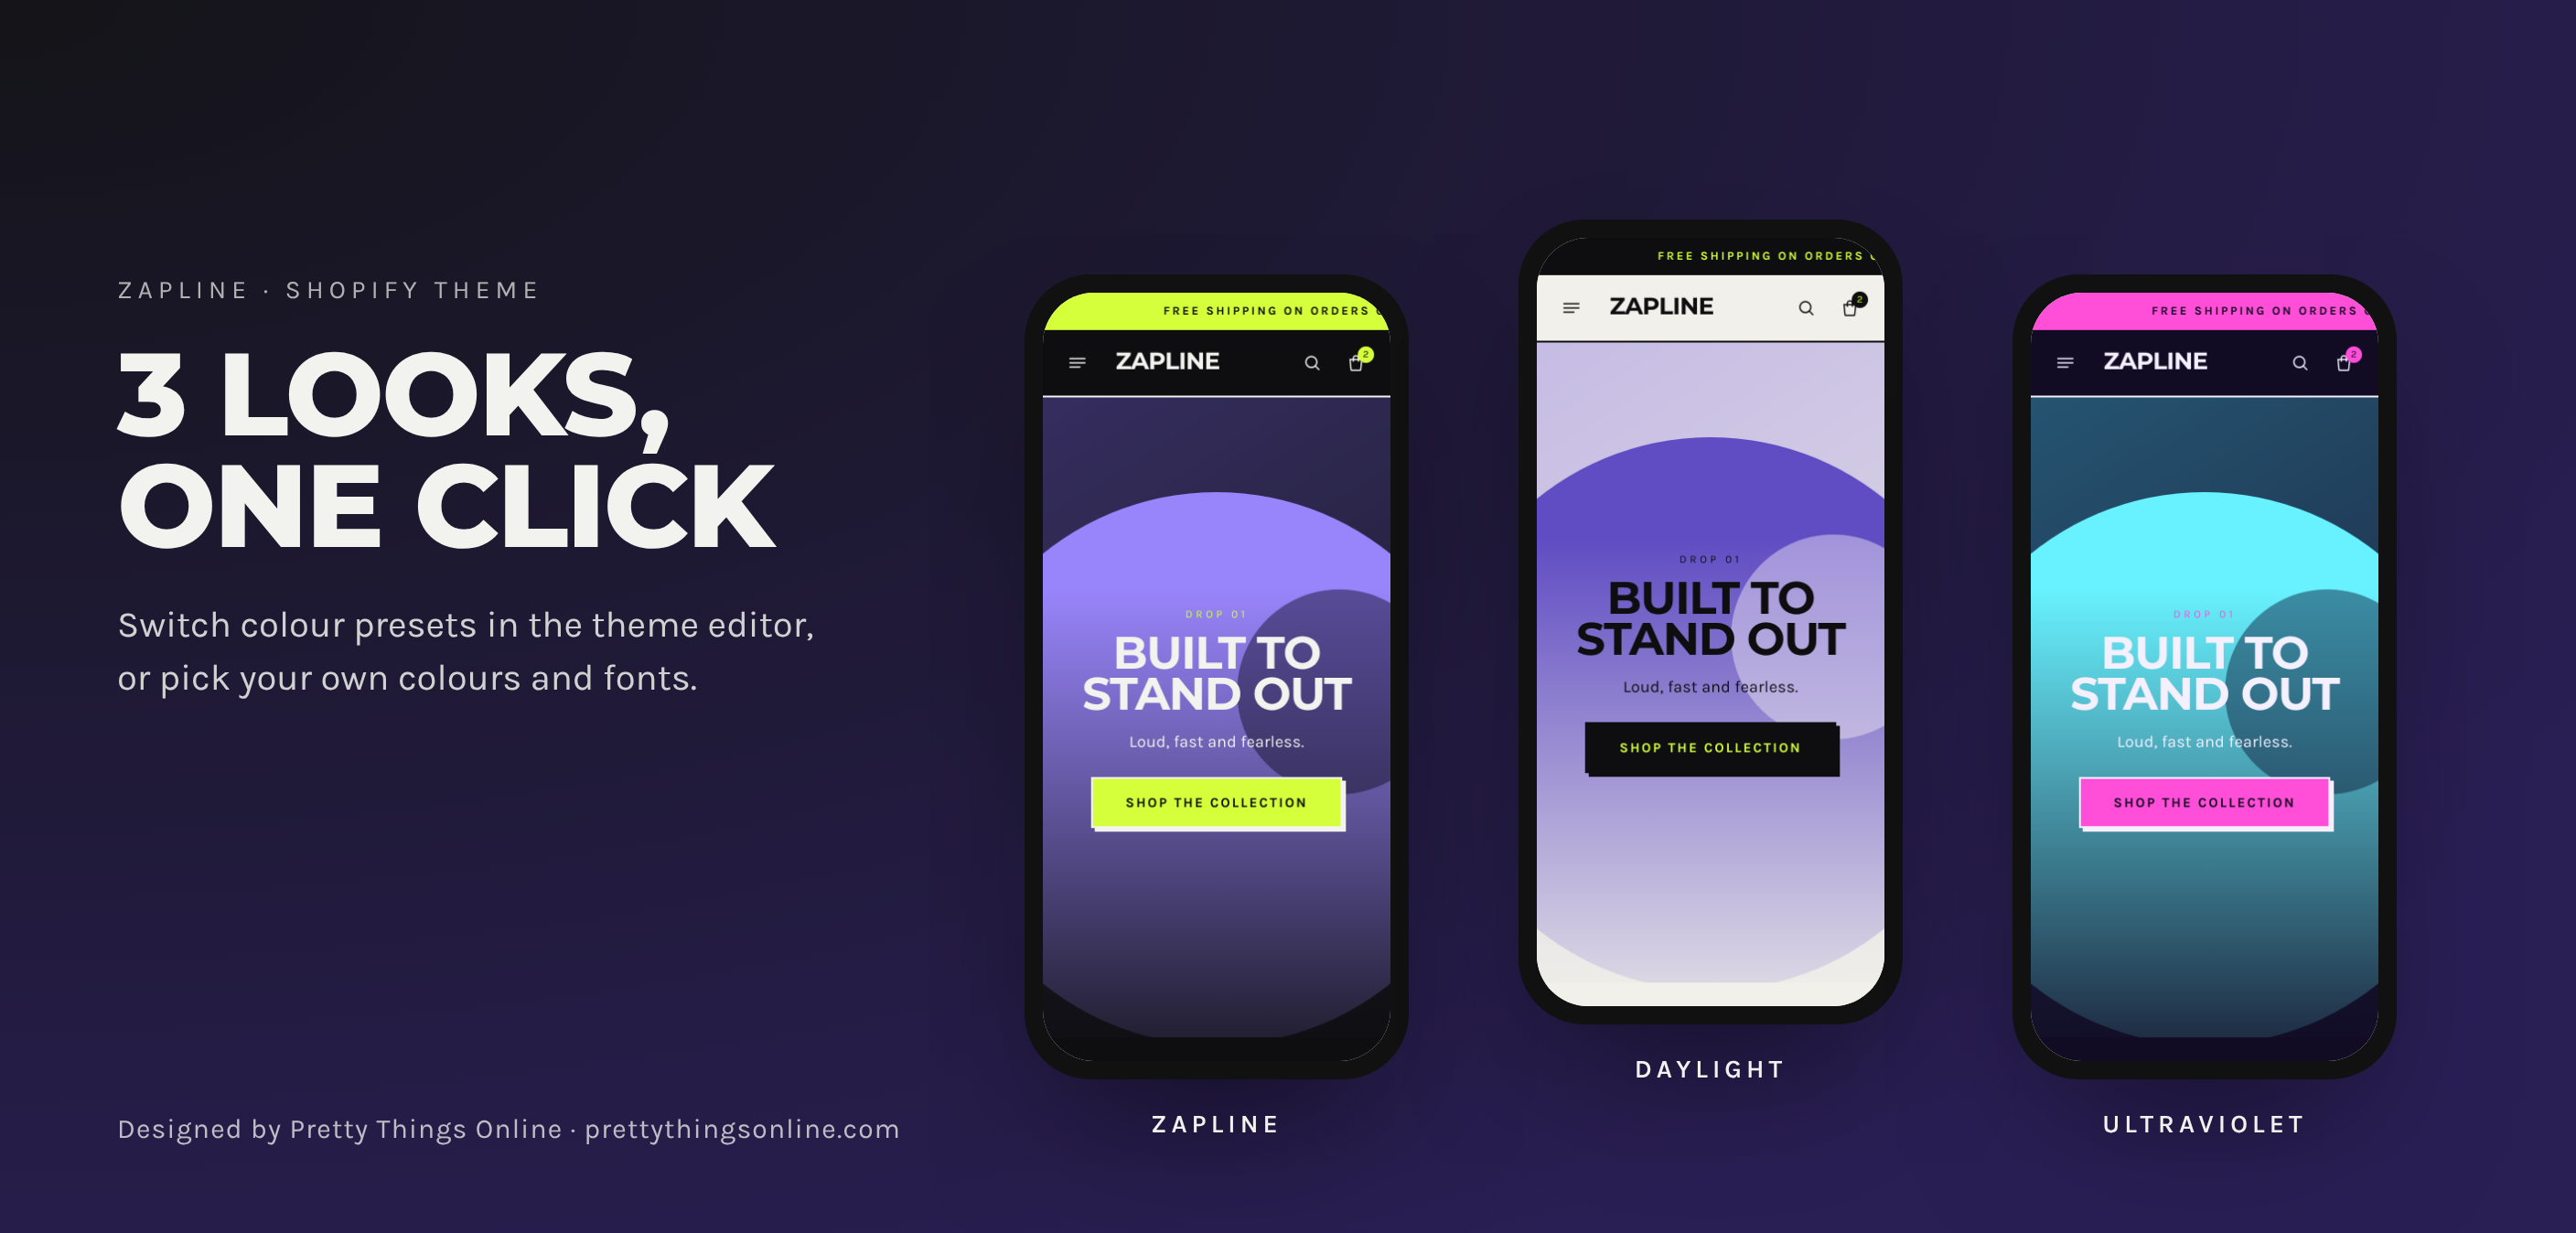 ZAPLINE · SHOPIFY THEME
3 LOOKS,
ONE CLICK
Switch colour presets in the theme editor,
or pick your own colours and fonts.
Designed by Pretty Things Online · prettythingsonline.com
FREE SHIPPING ON ORDERS
ZAPLINE
2
DROP 01
BUILT TO
STAND OUT
Loud, fast and fearless.
SHOP THE COLLECTION
ZAPLINE
FREE SHIPPING ON ORDERS
ZAPLINE
2
DROP 01
BUILT TO
STAND OUT
Loud, fast and fearless.
SHOP THE COLLECTION
DAYLIGHT
FREE SHIPPING ON ORDERS
ZAPLINE
2
DROP 01
BUILT TO
STAND OUT
Loud, fast and fearless.
SHOP THE COLLECTION
ULTRAVIOLET